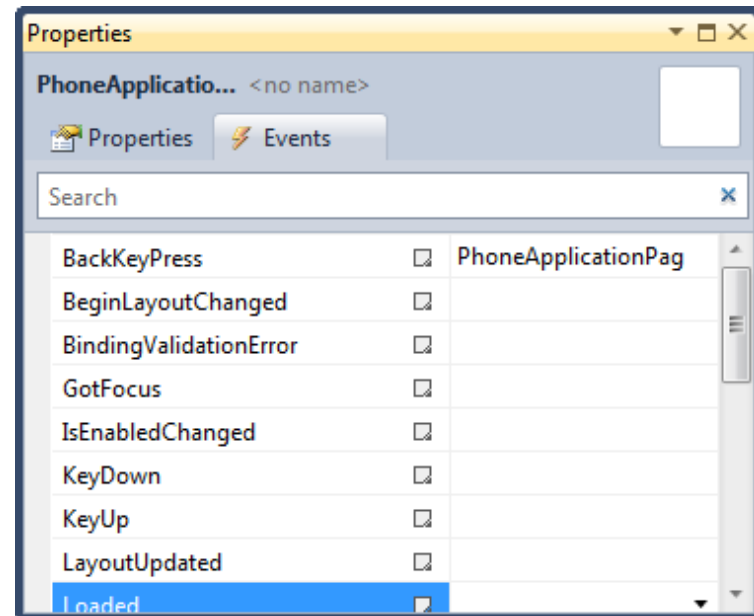 Properties
PhoneApplicatio... <no name>
Properties Events
Search
BackKeyPress PhoneApplicationPag
BeginLayoutChanged
BindingValidationError
GotFocus
IsEnabledChanged
KeyDown
KeyUp
LayoutUpdated
Loaded